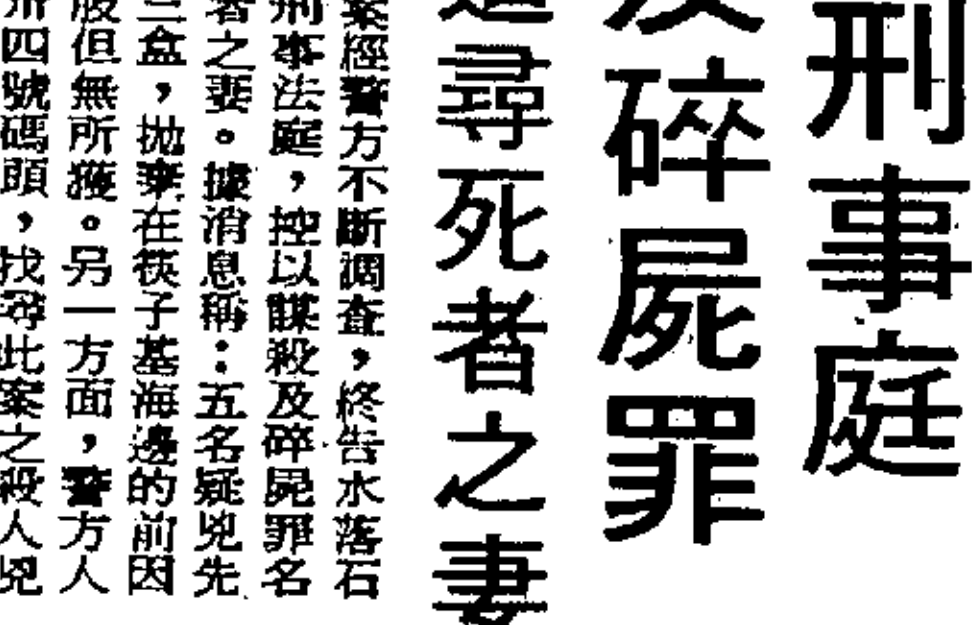 刑事庭
碎屍罪
尋死者之妻
案經警方不斷調查，終告水落石
刑事法庭，控以謀殺及碎屍罪名
者之妻。據消息稱：五名疑兇先
三盒，拋棄在筷子基海邊的前因
股但無所獲。另一方面，警方人
卅四號碼頭，找尋此案之殺人兇